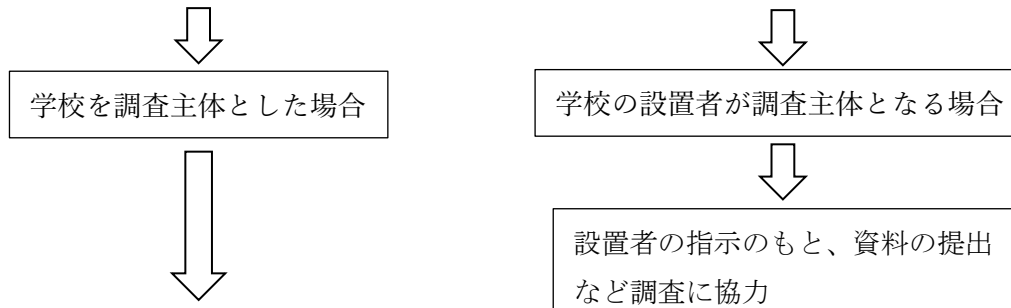 学校を調査主体とした場合
学校の設置者が調査主体となる場合
設置者の指示のもと、資料の提出
など調査に協力